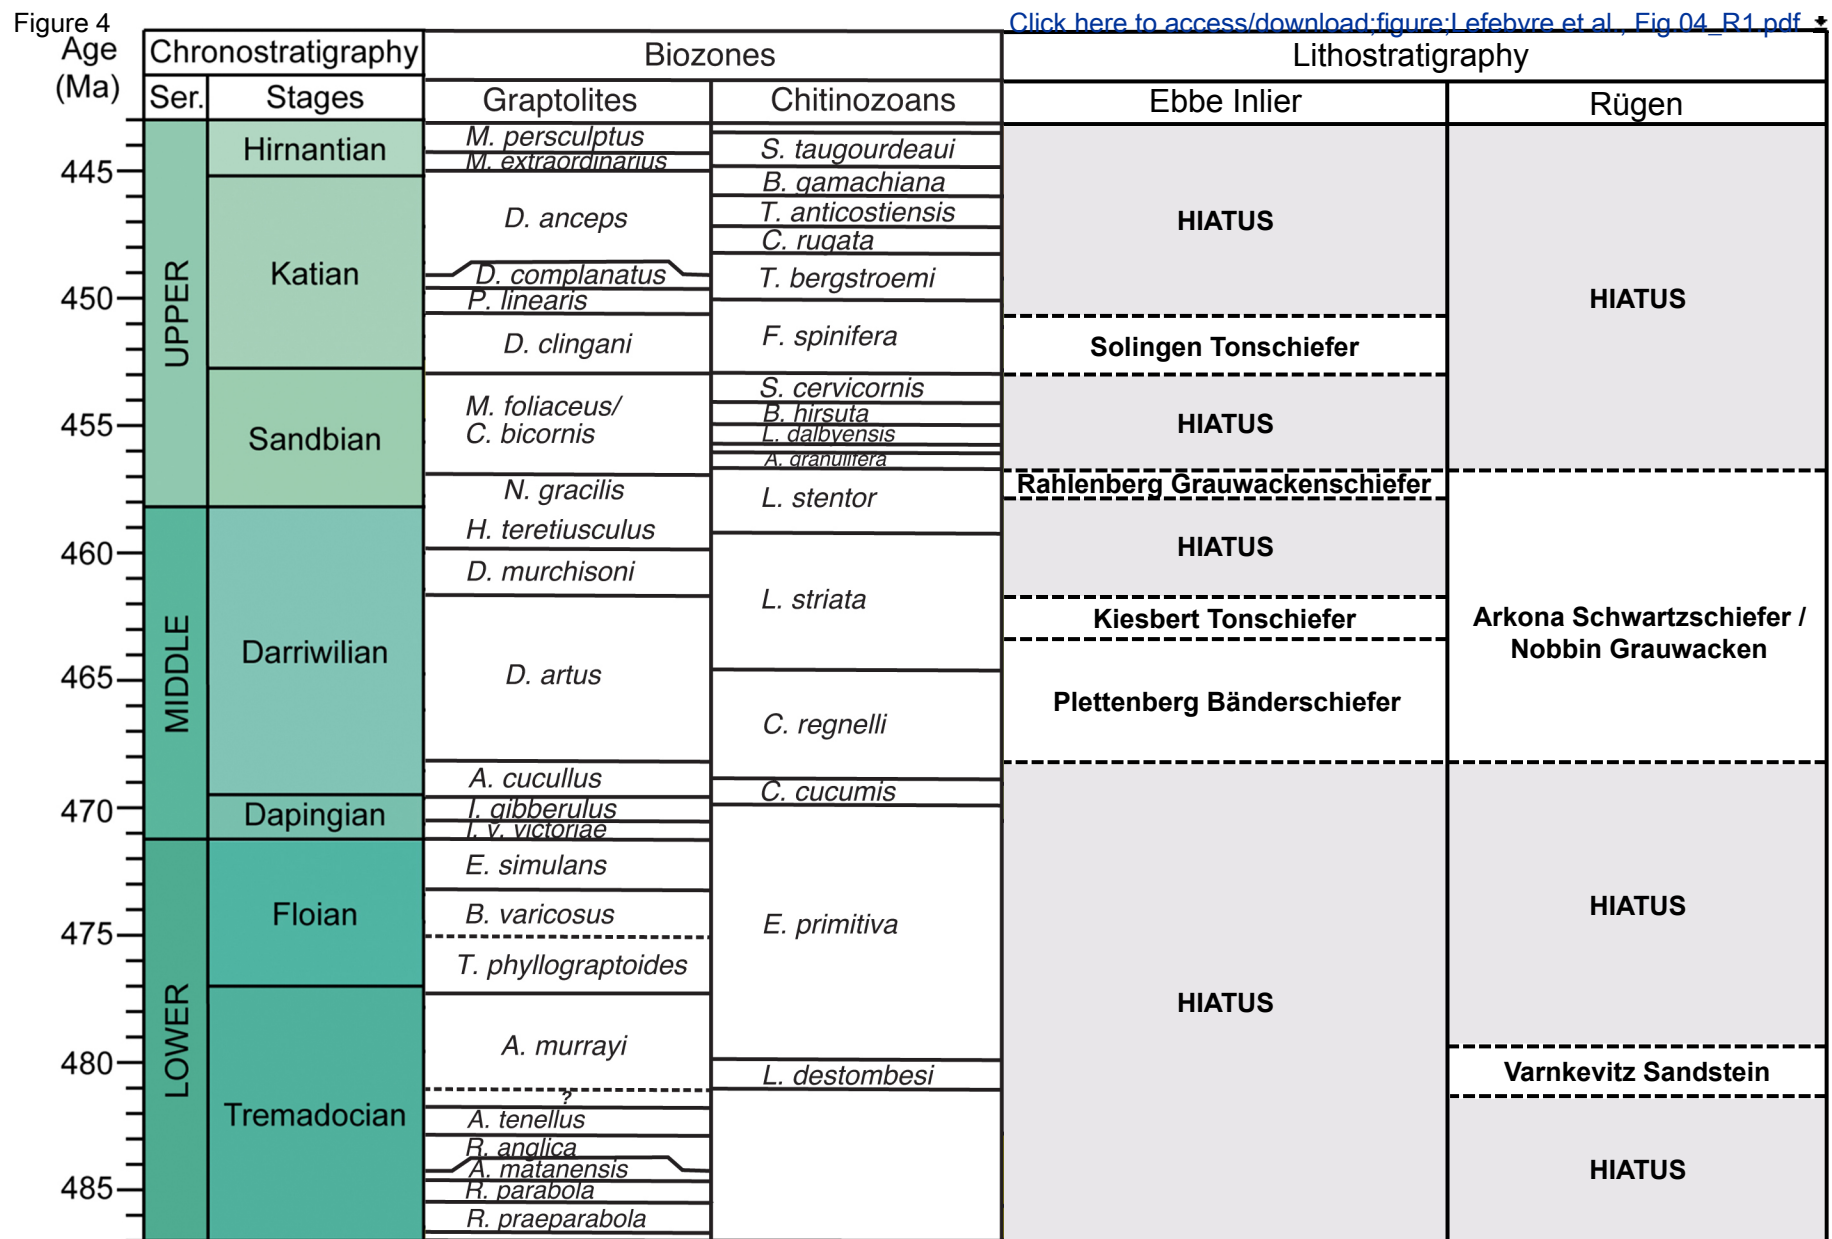 Figure 4
Click here to access/download;figure;Lefebvre et al., Fig.04_R1.pdf
Age
(Ma)
Chronostratigraphy
Biozones
Lithostratigraphy
Ser.
Stages
Graptolites
Chitinozoans
Ebbe Inlier
Rügen
445
450
455
460
465
470
475
480
485
UPPER
MIDDLE
LOWER
Hirnantian
Katian
Sandbian
Darriwilian
Dapingian
Floian
Tremadocian
M. persculptus
M. extraordinarius
D. anceps
D. complanatus
P. linearis
D. clingani
M. foliaceus/
C. bicornis
N. gracilis
H. teretiusculus
D. murchisoni
D. artus
A. cucullus
I. gibberulus
I. v. victoriae
E. simulans
B. varicosus
T. phyllograptoides
A. murrayi
?
A. tenellus
R. anglica
A. matanensis
R. parabola
R. praeparabola
S. taugourdeaui
B. gamachiana
T. anticostiensis
C. rugata
T. bergstroemi
F. spinifera
S. cervicornis
B. hirsuta
L. dalbyensis
A. granulifera
L. stentor
L. striata
C. regnelli
C. cucumis
E. primitiva
L. destombesi
HIATUS
Solingen Tonschiefer
HIATUS
Rahlenberg Grauwackenschiefer
HIATUS
Kiesbert Tonschiefer
Plettenberg Bänderschiefer
HIATUS
HIATUS
Arkona Schwartzschiefer /
Nobbin Grauwacken
HIATUS
Varnkevitz Sandstein
HIATUS